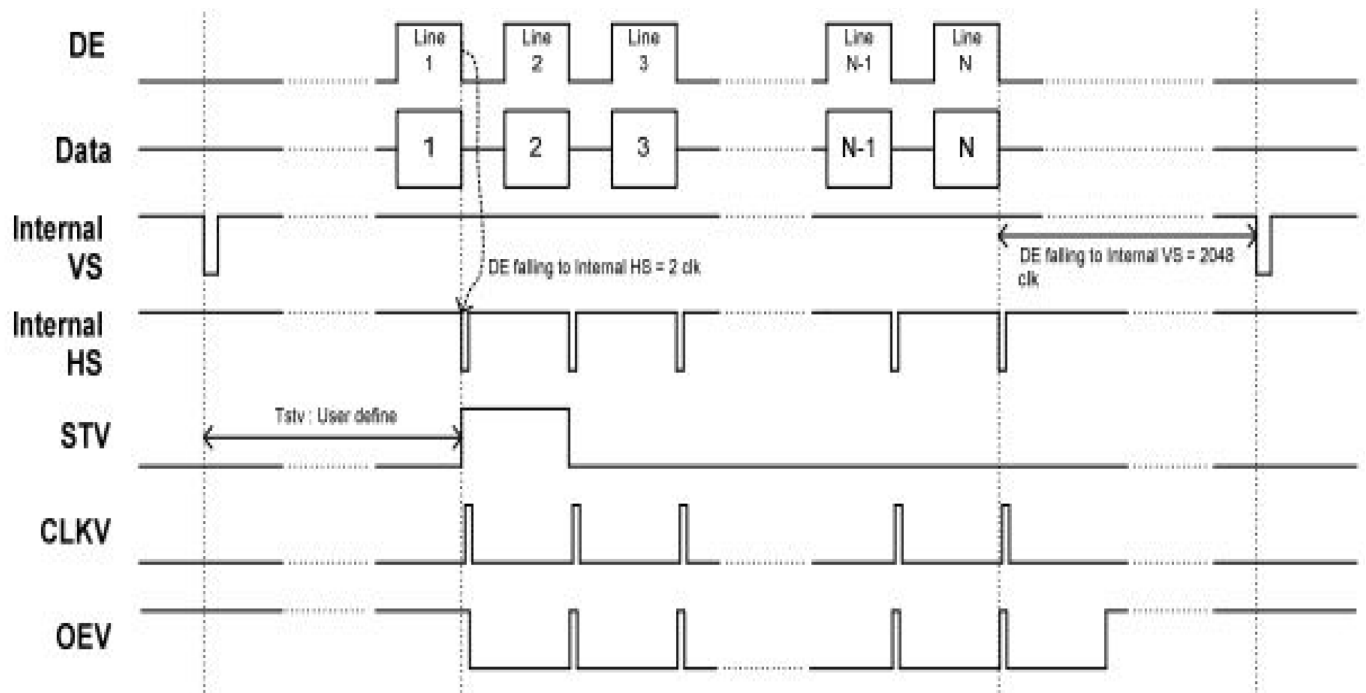 DE
Line
1
Line
2
Line
3
Line
N-1
Line
N
Data
1
2
3
N-1
N
Internal
VS
DE falling to Internal HS = 2 clk
DE falling to Internal VS = 2048
clk
Internal
HS
Tstv : User define
STV
CLKV
OEV